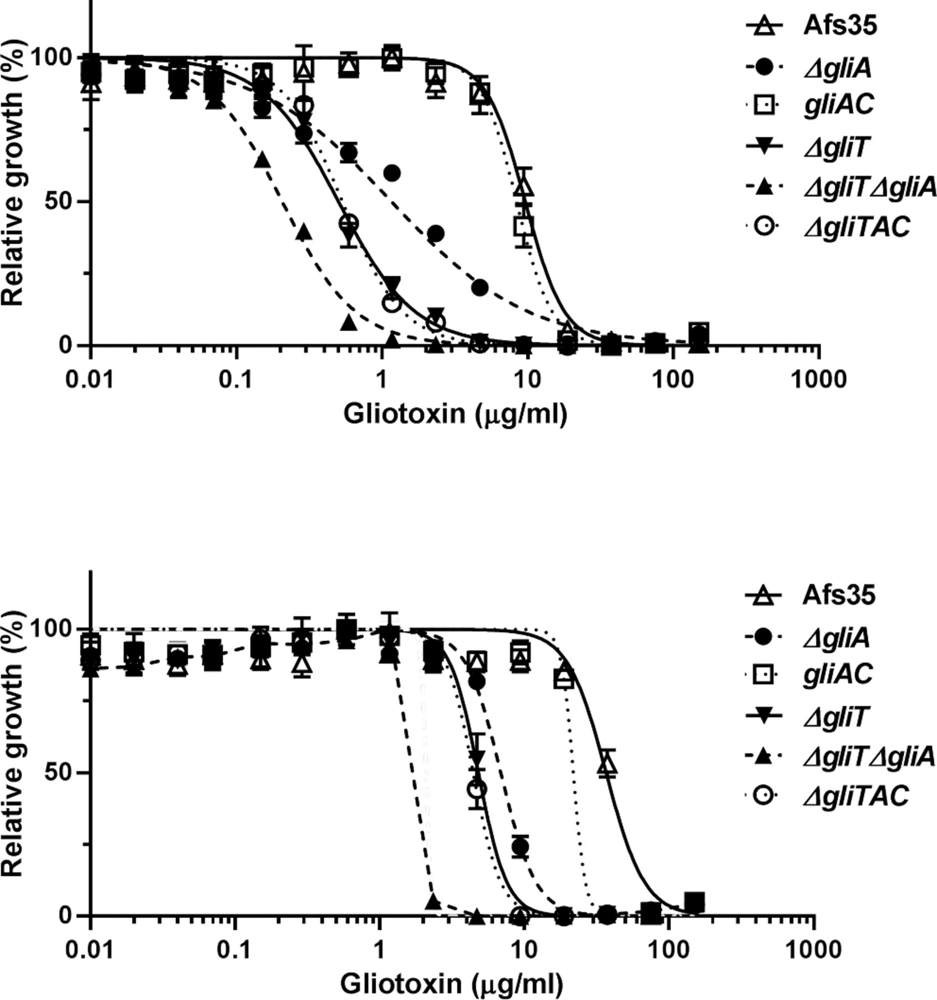 Relative growth (%)
100
50
0
0.01 0.1 1 10 100 1000
Gliotoxin (μg/ml)
Afs35
ΔgliA
gliAC
ΔgliT
ΔgliTΔgliA
ΔgliTAC
Relative growth (%)
100
50
0
0.01 0.1 1 10 100 1000
Gliotoxin (μg/ml)
Afs35
ΔgliA
gliAC
ΔgliT
ΔgliTΔgliA
ΔgliTAC